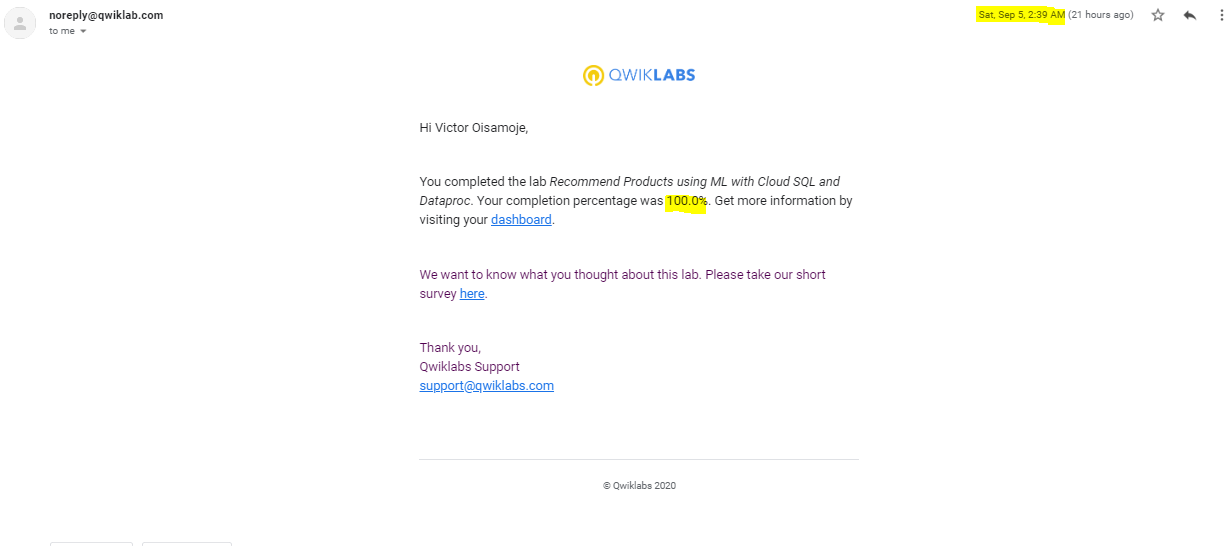 noreply@qwiklab.com
Sat, Sep 5, 2:39 AM (21 hours ago)
to me
QWIKLABS
Hi Victor Oisamoje,
You completed the lab Recommend Products using ML with Cloud SQL and
Dataproc. Your completion percentage was 100.0%. Get more information by
visiting your dashboard.
We want to know what you thought about this lab. Please take our short
survey here.
Thank you,
Qwiklabs Support
support@qwiklabs.com
© Qwiklabs 2020